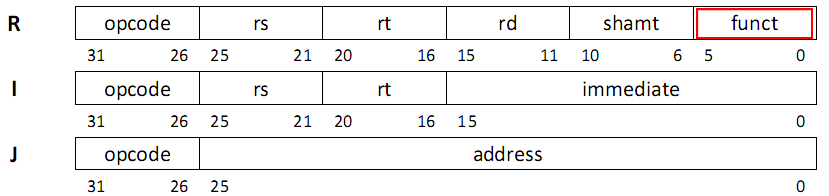 R opcode rs rt rd shamt funct
31 26 25 21 20 16 15 11 10 6 5 0
I opcode rs rt immediate
31 26 25 21 20 16 15 0
J opcode address
31 26 25 0